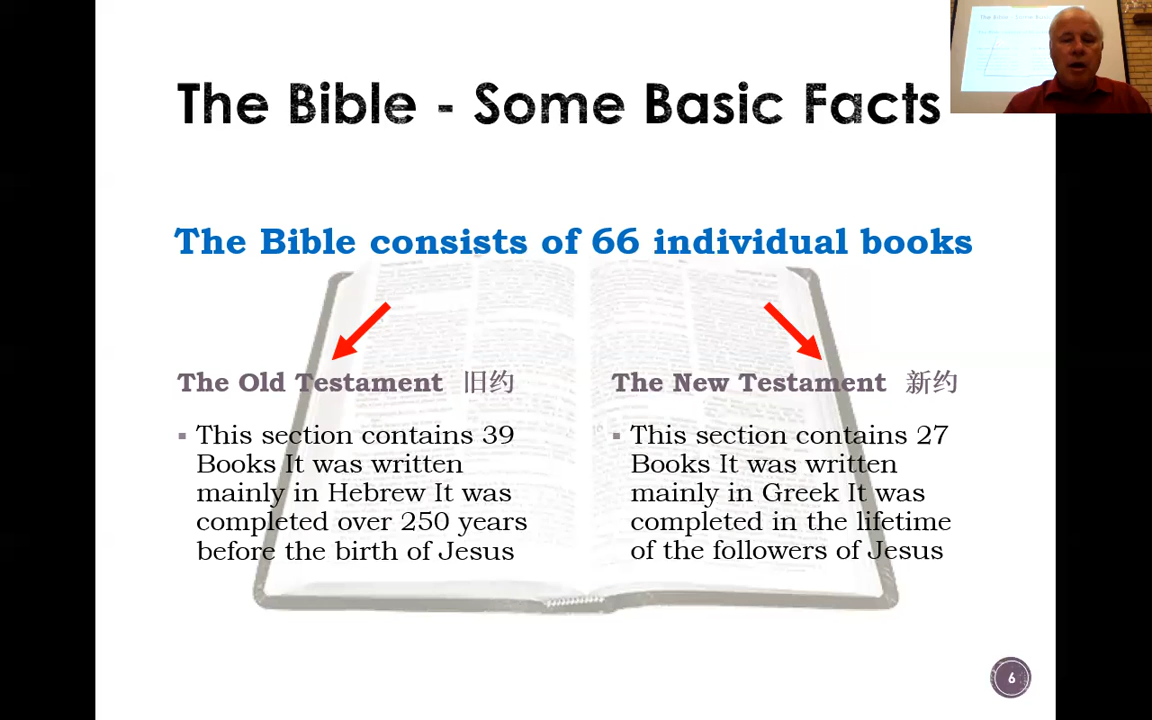 The Bible - Some Basic Facts
The Bible consists of 66 individual books
The Old Testament 旧约
This section contains 39
Books It was written
mainly in Hebrew It was
completed over 250 years
before the birth of Jesus
The New Testament 新约
This section contains 27
Books It was written
mainly in Greek It was
completed in the lifetime
of the followers of Jesus
6